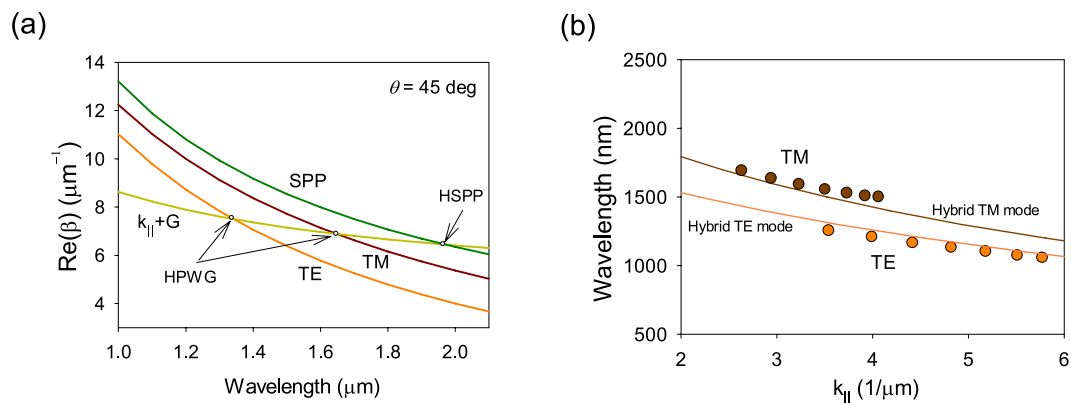 (a)
14
12
10
8
6
4
Re(β) (μm⁻¹)
θ = 45 deg
SPP
HSPP
k||+G
HPWG
TE
TM
1.0 1.2 1.4 1.6 1.8 2.0
Wavelength (μm)
(b)
2500
2000
1500
1000
500
Wavelength (nm)
TM
Hybrid TE mode
Hybrid TM mode
TE
2 3 4 5 6
k|| (1/μm)